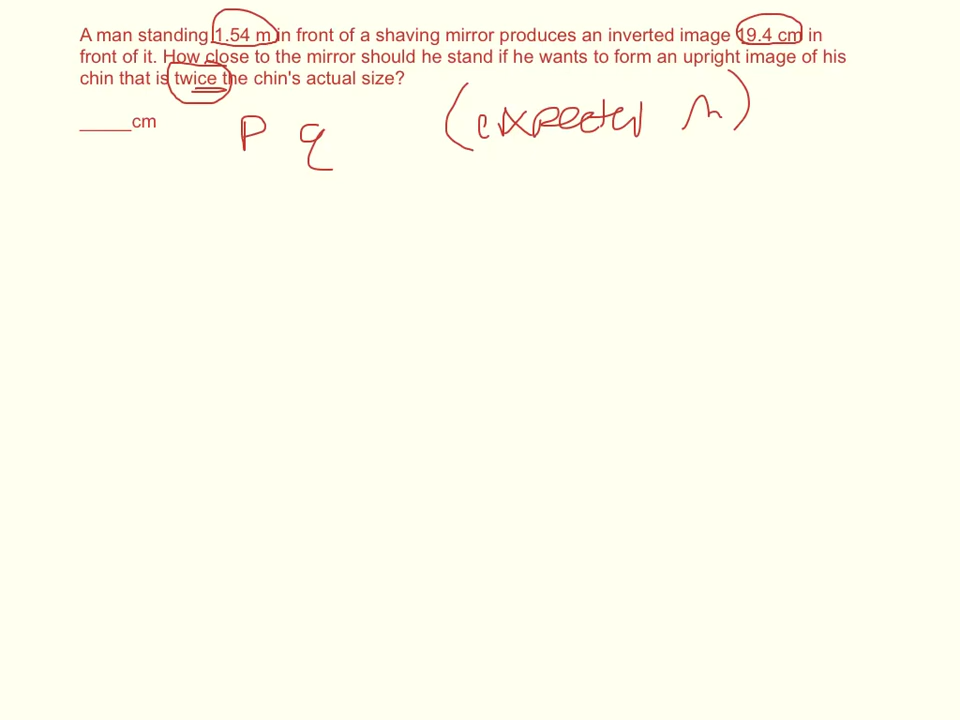 A man standing 1.54 m in front of a shaving mirror produces an inverted image 19.4 cm in
front of it. How close to the mirror should he stand if he wants to form an upright image of his
chin that is twice the chin's actual size?
_____cm
P q (expected M)